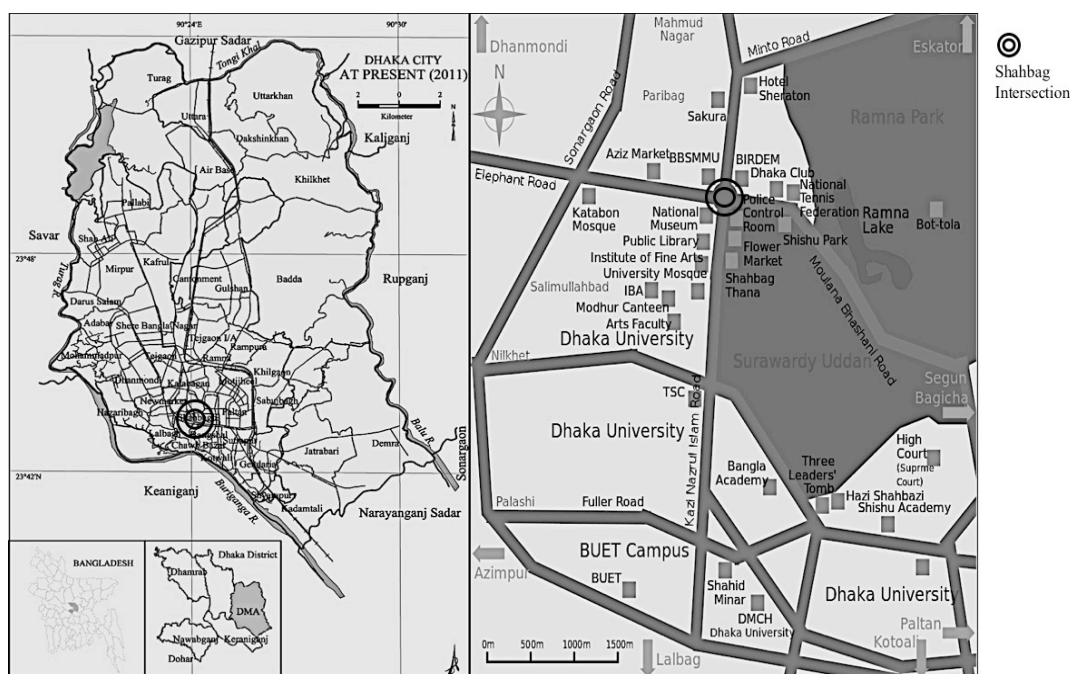 90°24'E
90°30'
Gazipur Sadar
Tongi Khal
DHAKA CITY
AT PRESENT (2011)
2 0 2
Kilometer
N
Turag
Uttarkhan
Uttara
Dakshinkhan
Kaliganj
Air Base
Khilkhet
Pallabi
Savar
Shah Ali
23°48'
Turag R.
Mirpur
Kafrul
Cantonment
Gulshan
Badda
Rupganj
Darus Salam
Adabar
Shere Bangla Nagar
Tejgaon I/A
Rampura
Mohammadpur
Tejgaon
Ramna
Khilgaon
Dhanmondi
Kalabagan
Motijheel
Sabujbagh
Newmarket
Hazaribagh
Paltan
Lalbagh
Chawk Bazar
Sutrapur
Kotwali
Gendaria
Jatrabari
Demra
Balu R.
Sonargaon
23°42'N
Keaniganj
Buriganga R.
Shyampur
Kadamtali
Narayanganj Sadar
BANGLADESH
Dhaka District
Dhamrab
DMA
Nawabganj
Keraniganj
Dohar
Dhanmondi
Mahmud
Nagar
Minto Road
Eskaton
N
Sonargaon Road
Paribag
Hotel
Sheraton
Sakura
Ramna Park
Aziz Market
BBSMMU
BIRDEM
Dhaka Club
Elephant Road
National
Tennis
Federation
Katabon
Mosque
National
Museum
Police
Control
Room
Ramna
Lake
Bot-tola
Public Library
Shishu Park
Institute of Fine Arts
Flower
Market
University Mosque
Shahbag
Thana
Moulana Bhashani Road
Salimullahbad
IBA
Modhur Canteen
Arts Faculty
Dhaka University
Nilkhet
Surawardy Uddan
TSC
Segun
Bagicha
Kazi Nazrul Islam Road
Dhaka University
High
Court
(Suprme
Court)
Bangla
Academy
Three
Leaders'
Tomb
Hazi Shahbazi
Shishu Academy
Palashi
Fuller Road
BUET Campus
Azimpul
BUET
Shahid
Minar
DMCH
Dhaka University
Dhaka University
Paltan
Kotoali
Lalbag
0m 500m 1000m 1500m
Shahbag
Intersection